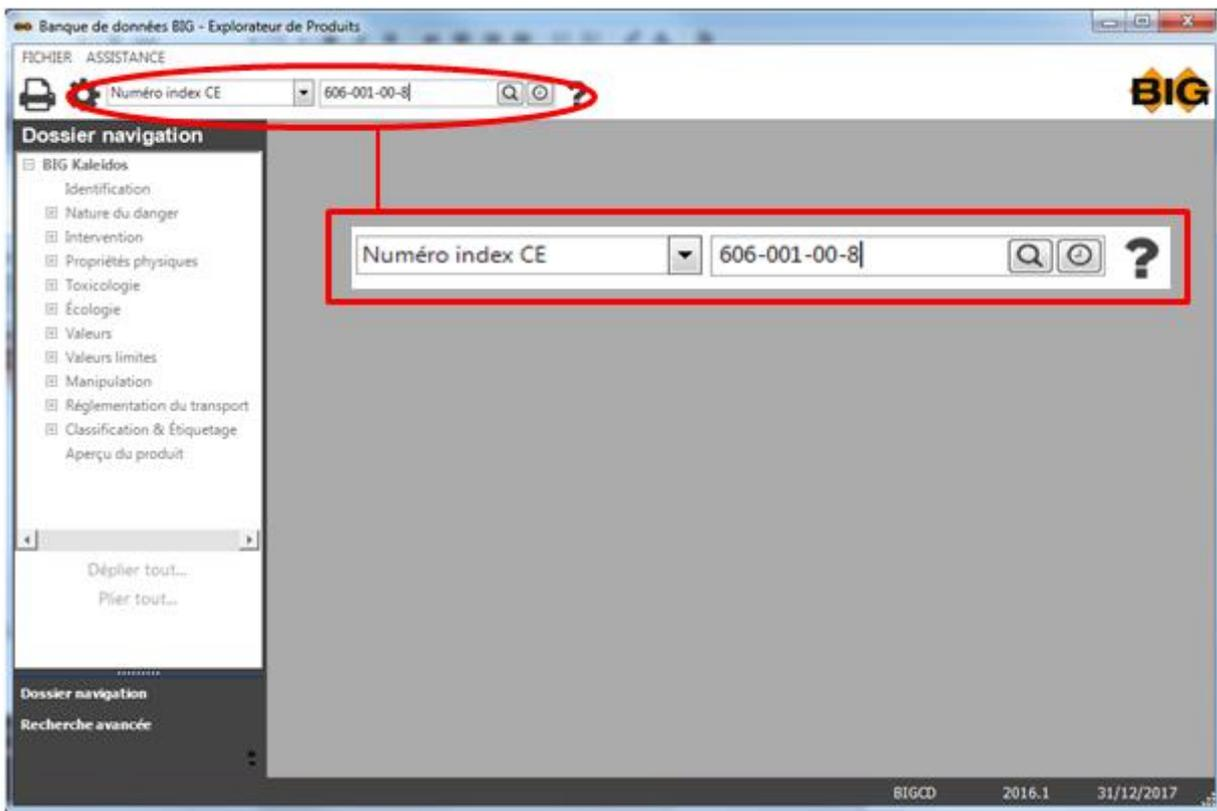 Banque de données BIG - Explorateur de Produits
FICHIER ASSISTANCE
Numéro index CE 606-001-00-8 ?
BIG
Dossier navigation
BIG Kaleidos
Identification
Nature du danger
Intervention
Propriétés physiques
Toxicologie
Écologie
Valeurs
Valeurs limites
Manipulation
Réglementation du transport
Classification & Étiquetage
Aperçu du produit
Numéro index CE 606-001-00-8 ?
Déplier tout...
Plier tout...
Dossier navigation
Recherche avancée
BIGCD 2016.1 31/12/2017